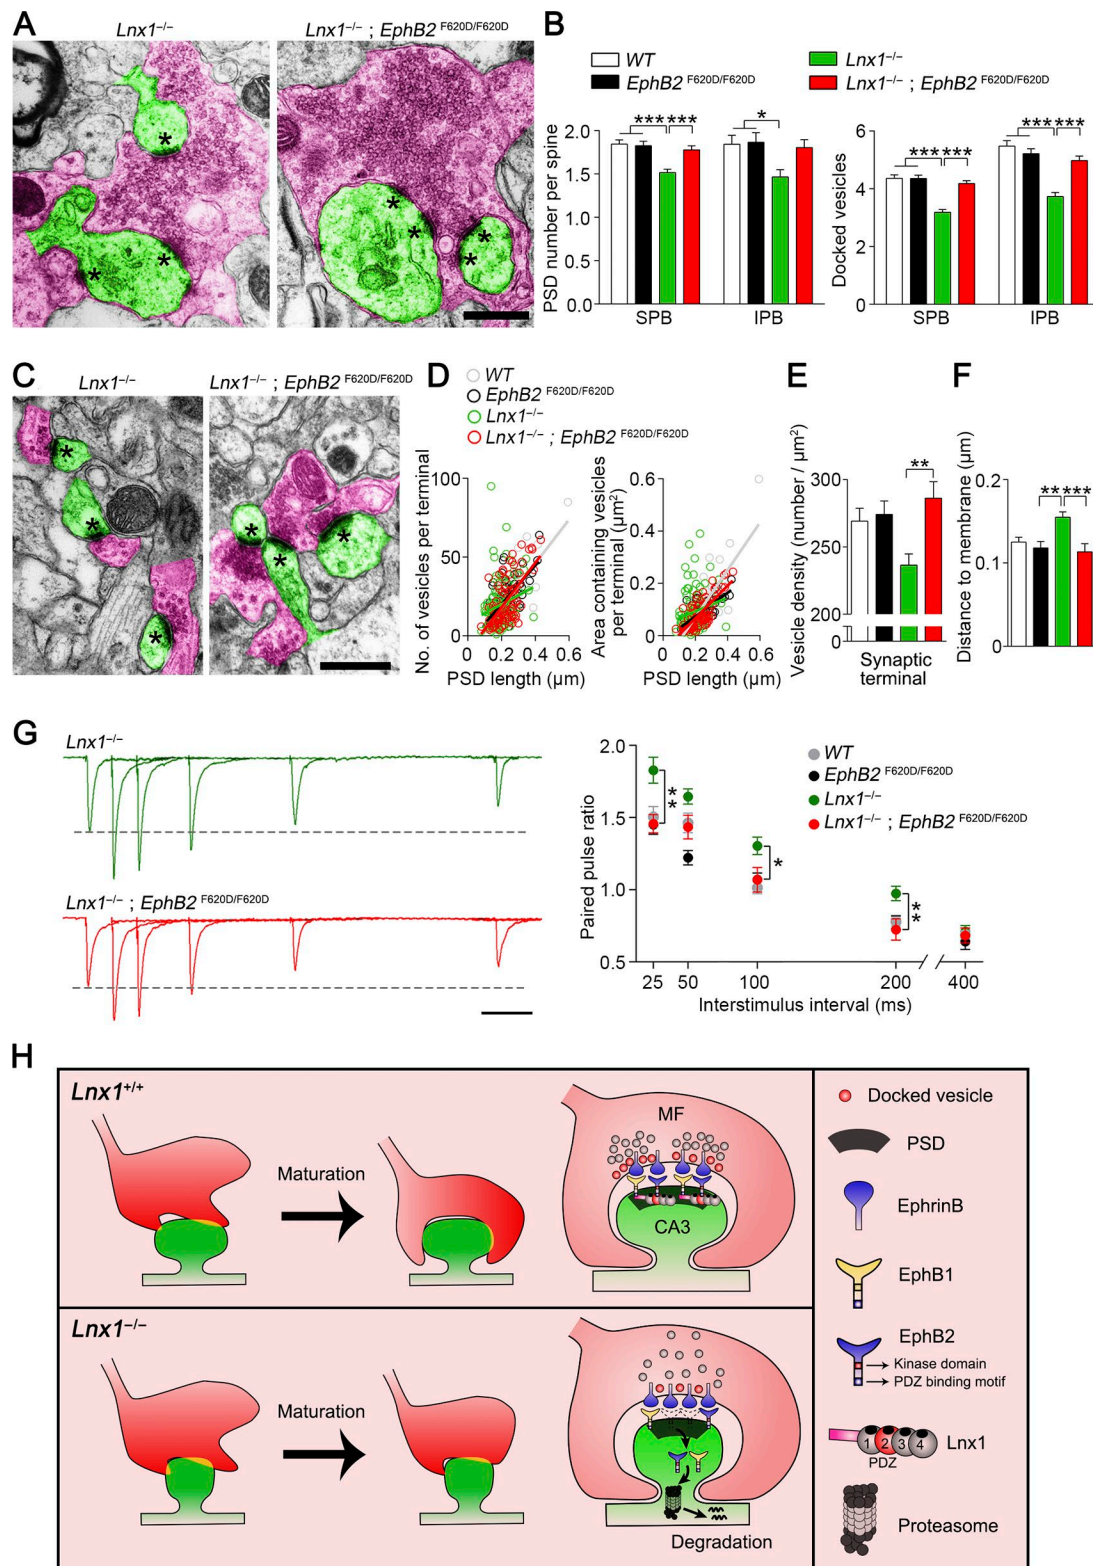 A
Lnx1–/–
Lnx1–/– ; EphB2 F620D/F620D
*
*
*
*
*
*
*
B
WT
EphB2 F620D/F620D
Lnx1–/–
Lnx1–/– ; EphB2 F620D/F620D
PSD number per spine
2.0
1.5
1.0
0.5
0.0
*** ***
*
SPB
IPB
Docked vesicles
6
4
2
0
*** ***
*** ***
SPB
IPB
C
Lnx1–/–
Lnx1–/– ; EphB2 F620D/F620D
*
*
*
*
*
*
D
WT
EphB2 F620D/F620D
Lnx1–/–
Lnx1–/– ; EphB2 F620D/F620D
No. of vesicles per terminal
100
50
0
0 0.2 0.4 0.6
PSD length (µm)
Area containing vesicles
per terminal (µm²)
0.6
0.4
0.2
0
0 0.2 0.4 0.6
PSD length (µm)
E
Vesicle density (number / µm²)
300
250
200
0
**
Synaptic
terminal
F
Distance to membrane (µm)
0.2
0.1
0
** ***
G
Lnx1–/–
Lnx1–/– ; EphB2 F620D/F620D
Paired pulse ratio
2.0
1.5
1.0
0.5
WT
EphB2 F620D/F620D
Lnx1–/–
Lnx1–/– ; EphB2 F620D/F620D
**
*
**
25 50 100 200 400
Interstimulus interval (ms)
H
Lnx1+/+
Maturation
MF
CA3
Lnx1–/–
Maturation
Degradation
Docked vesicle
PSD
EphrinB
EphB1
EphB2
Kinase domain
PDZ binding motif
1 2 3 4
Lnx1
PDZ
Proteasome